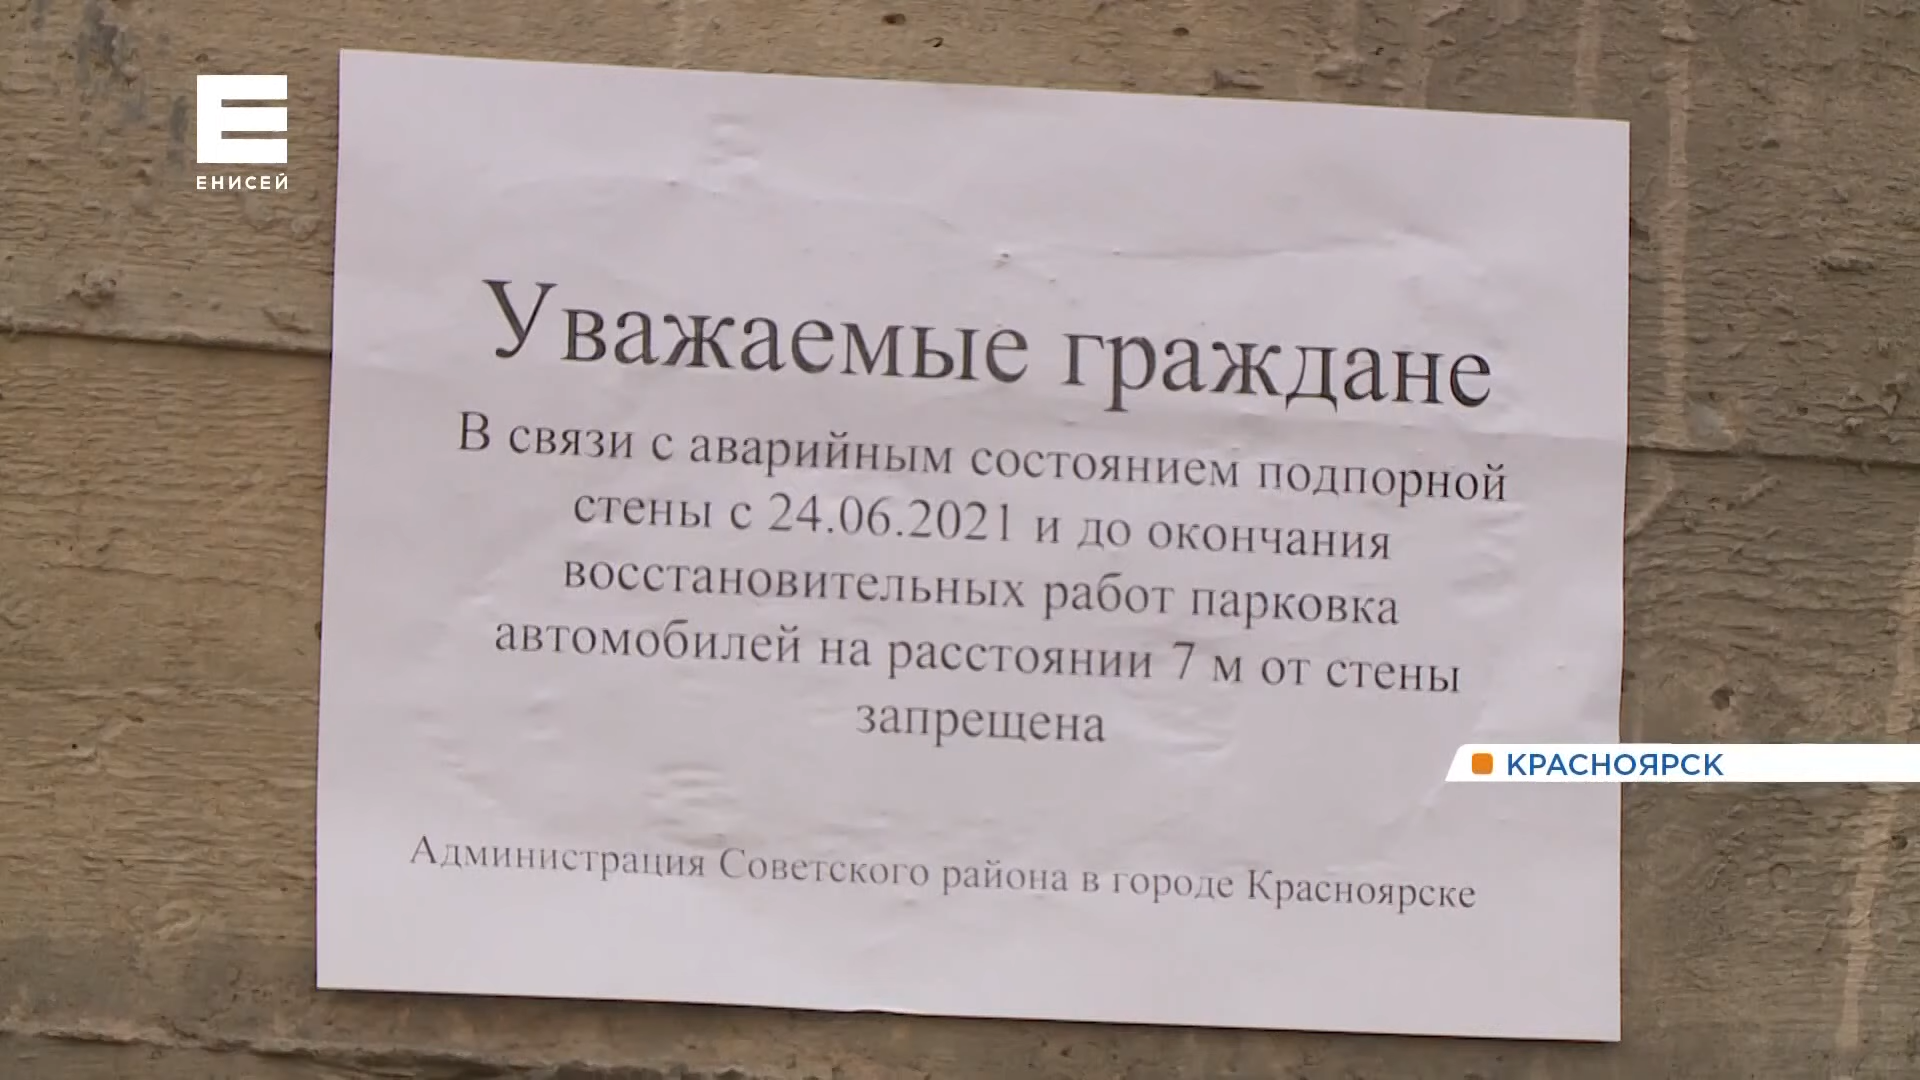 ЕНИСЕЙ
Уважаемые граждане
В связи с аварийным состоянием подпорной
стены с 24.06.2021 и до окончания
восстановительных работ парковка
автомобилей на расстоянии 7 м от стены
запрещена
КРАСНОЯРСК
Администрация Советского района в городе Красноярске